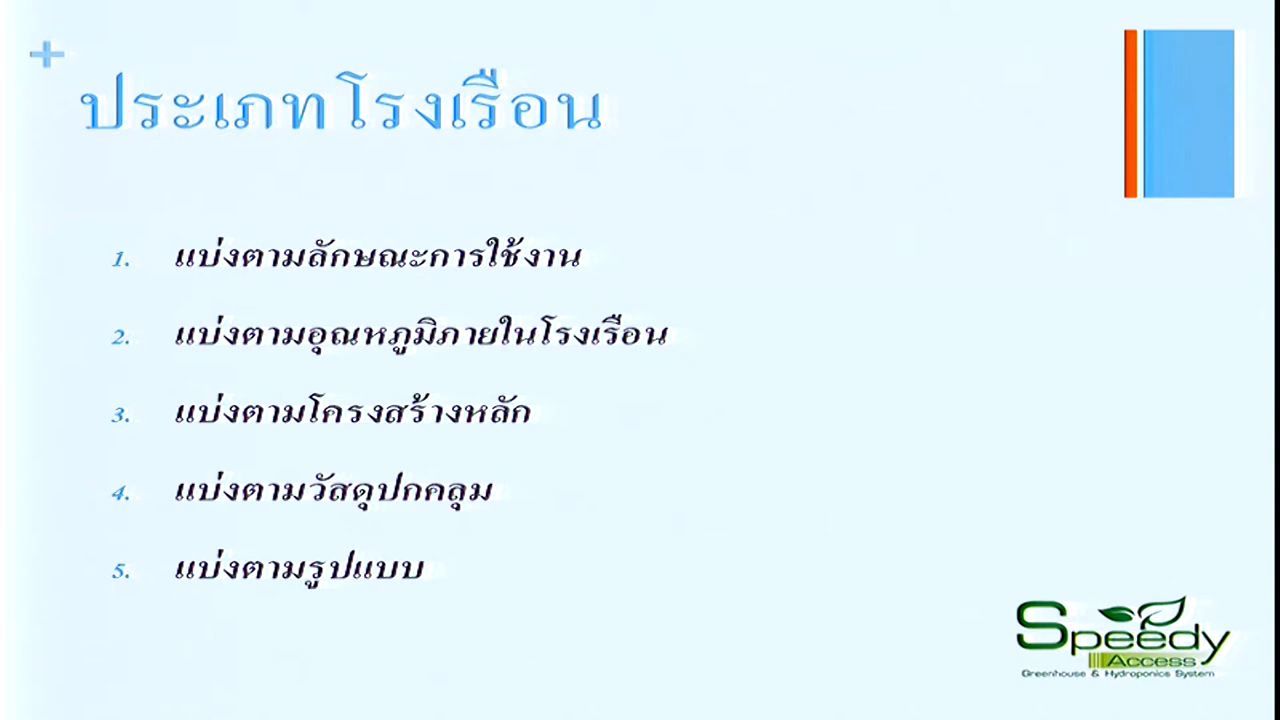 +
ประเภทโรงเรือน
1. แบ่งตามลักษณะการใช้งาน
2. แบ่งตามอุณหภูมิภายในโรงเรือน
3. แบ่งตามโครงสร้างหลัก
4. แบ่งตามวัสดุปกคลุม
5. แบ่งตามรูปแบบ
Speedy
Access
Greenhouse & Hydroponics System